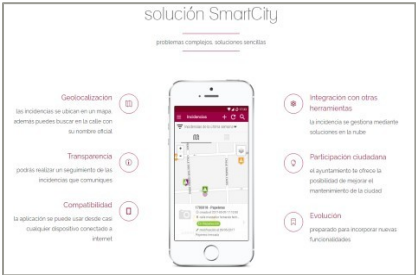 solución SmartCity
problemas complejos, soluciones sencillas
Geolocalización
las incidencias se ubican en un mapa,
además puedes buscar en la calle con
su nombre oficial
Transparencia
podrás realizar un seguimiento de las
incidencias que comuniques
Compatibilidad
la aplicación se puede usar desde casi
cualquier dispositivo conectado a
internet
Incidencias
Integración con otras
herramientas
la incidencia se gestiona mediante
soluciones en la nube
Participación ciudadana
el ayuntamiento te ofrece la
posibilidad de mejorar el
mantenimiento de la ciudad
Evolución
preparado para incorporar nuevas
funcionalidades